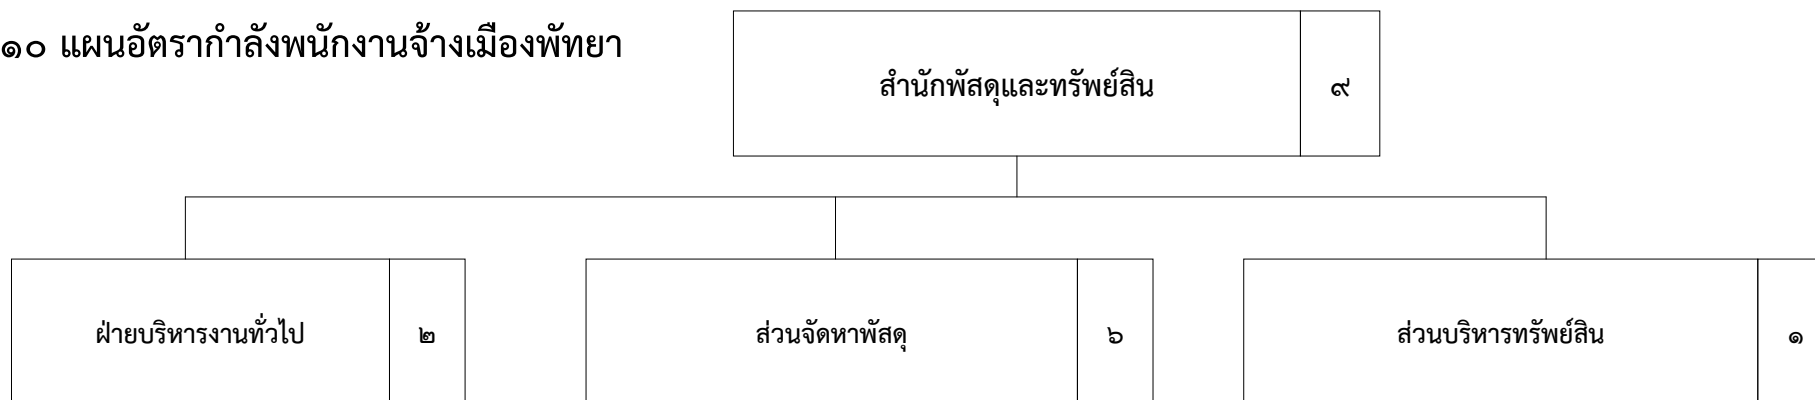 ๑๐ แผนอัตรากำลังพนักงานจ้างเมืองพัทยา
สำนักพัสดุและทรัพย์สิน ๙
ฝ่ายบริหารงานทั่วไป ๒
ส่วนจัดหาพัสดุ ๖
ส่วนบริหารทรัพย์สิน ๑